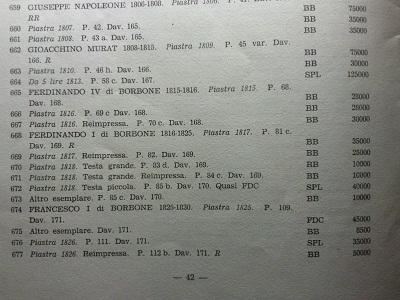 659 GIUSEPPE NAPOLEONE 1806-1808. Piastra 1806. P.
RR BB 75000
660 Piastra 1807. P. 42. Dav. 165. BB 30000
661 Piastra 1808. P. 43 a. Dav. 165. BB 35000
662 GIOACCHINO MURAT 1808-1815. Piastra 1809. P. 45 var. Dav.
166. R BB 75000
663 Piastra 1810. P. 46 h. Dav. 166. BB 30000
664 Da 5 lire 1813. P. 58 c. Dav. 167. SPL 125000
665 FERDINANDO IV di BORBONE 1815-1816. Piastra 1815. P. 68.
Dav. 168. BB 28000
666 Piastra 1816. P. 69 c. Dav. 168. BB 28000
667 Piastra 1816. Reimpressa. P. 70 c. Dav. 168. BB 30000
668 FERDINANDO I di BORBONE 1816-1825. Piastra 1817. P. 81 c.
Dav. 169. R BB 35000
669 Piastra 1817. Reimpressa. P. 82. Dav. 169. BB 25000
670 Piastra 1818. Testa grande. P. 83 d. Dav. 169. BB 10000
671 Piastra 1818. Testa grande. Reimpressa. P. 84 c. Dav. 169. BB 10000
672 Piastra 1818. Testa piccola. P. 85 b. Dav. 170. Quasi FDC SPL 40000
673 Altro esemplare. P. 85 c. Dav. 170. BB 10000
674 FRANCESCO I di BORBONE 1825-1830. Piastra 1825. P. 109.
Dav. 171. FDC 45000
675 Altro esemplare. Dav. 171. BB 8500
676 Piastra 1826. P. 111. Dav. 171. SPL 35000
677 Piastra 1826. Reimpressa. P. 112 b. Dav. 171. R BB 50000
— 42 —